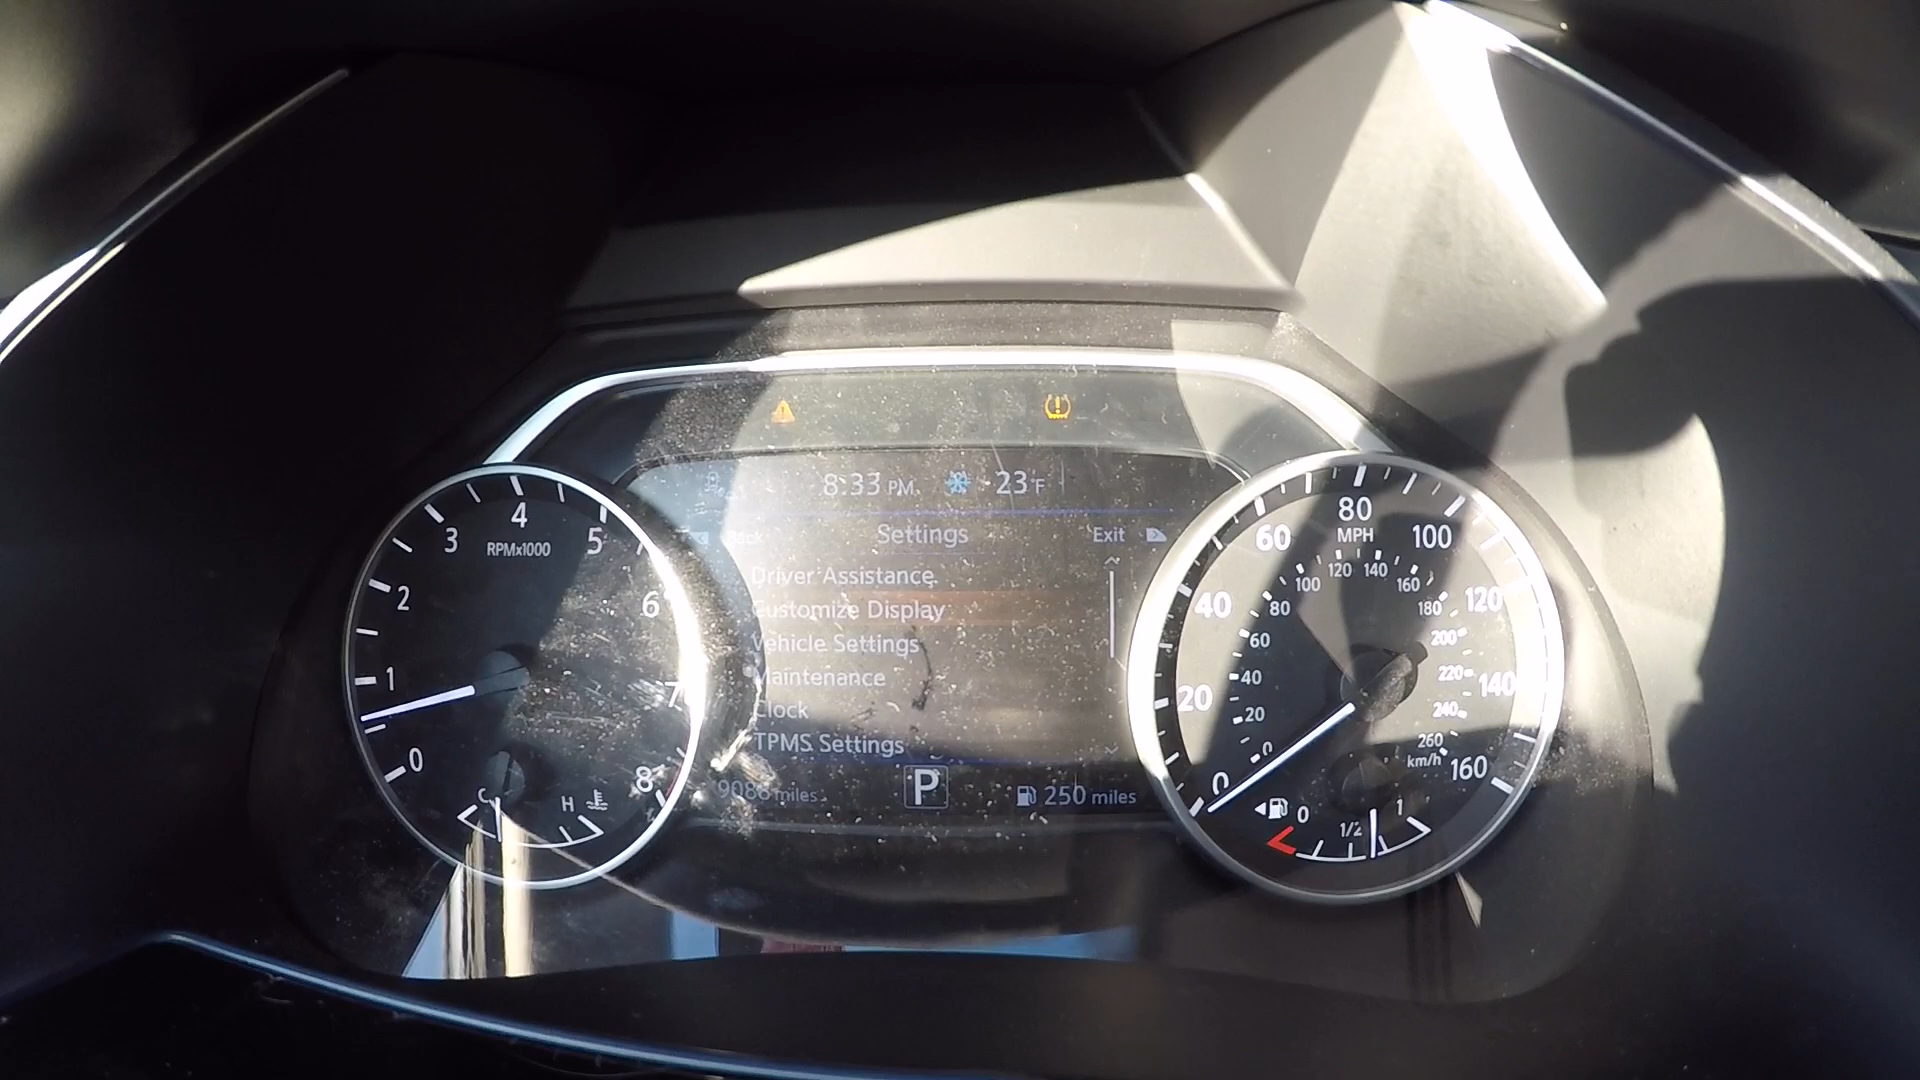 8:33 PM 23°F
Back Settings Exit
Driver Assistance
Customize Display
Vehicle Settings
Maintenance
Clock
TPMS Settings
9086 miles P 250 miles
0 1 2 3 4 5 6 7 8
RPMx1000
C H
0 20 40 60 80 100 120 140 160
MPH
0 20 40 60 80 100 120 140 160 180 200 220 240 260
km/h
0 1/2 1